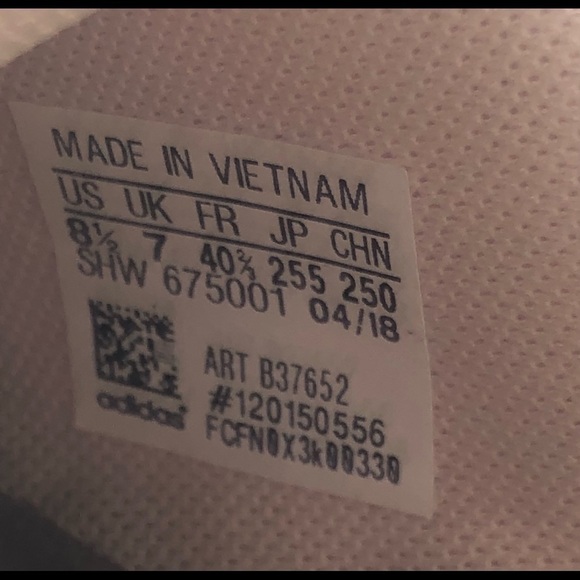 MADE IN VIETNAM
US UK FR JP CHN
8½ 7 40⅔ 255 250
SHW 675001 04/18
ART B37652
#120150556
FCFN0X3k00330
adidas